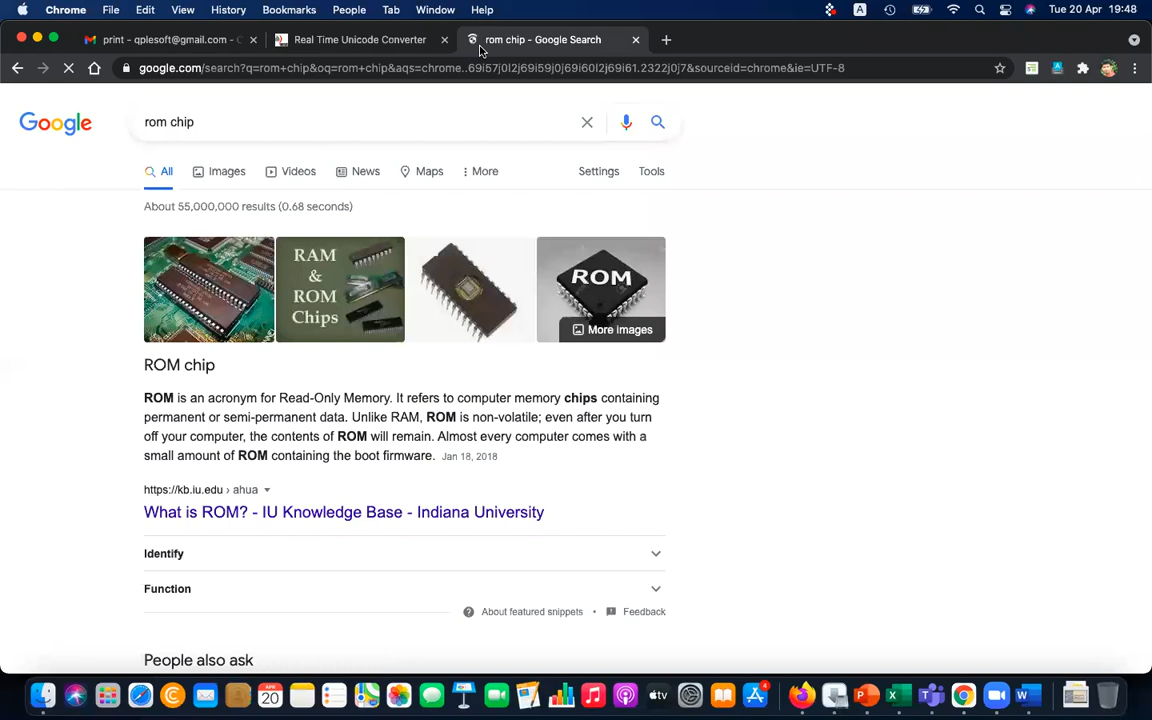 Chrome File Edit View History Bookmarks People Tab Window Help A Tue 20 Apr 19:48
print - qplesoft@gmail.com - G Real Time Unicode Converter rom chip - Google Search
google.com/search?q=rom+chip&oq=rom+chip&aqs=chrome..69i57j0l2j69i59j0j69i60l2j69i61.2322j0j7&sourceid=chrome&ie=UTF-8
Google rom chip
All Images Videos News Maps More Settings Tools
About 55,000,000 results (0.68 seconds)
RAM
&
ROM
Chips
ROM
More images
ROM chip
ROM is an acronym for Read-Only Memory. It refers to computer memory chips containing
permanent or semi-permanent data. Unlike RAM, ROM is non-volatile; even after you turn
off your computer, the contents of ROM will remain. Almost every computer comes with a
small amount of ROM containing the boot firmware. Jan 18, 2018
https://kb.iu.edu › ahua
What is ROM? - IU Knowledge Base - Indiana University
Identify
Function
About featured snippets • Feedback
People also ask
APR
20
tv
4